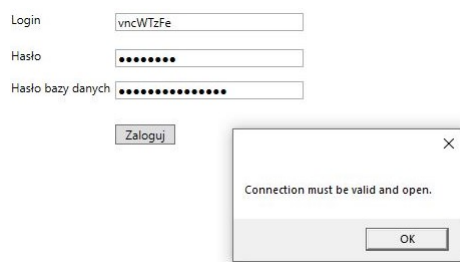 Login
vncWTzFe
Hasło
Hasło bazy danych
Zaloguj
Connection must be valid and open.
OK